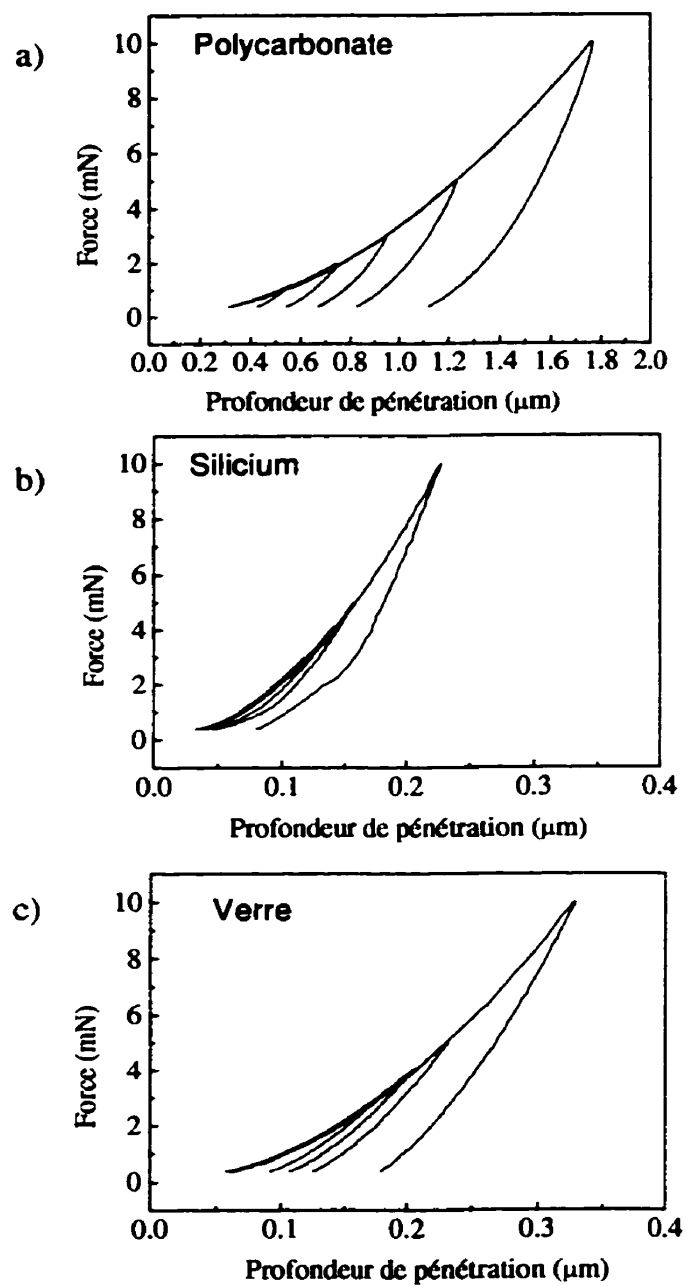 a)
Polycarbonate
Force (mN)
10
8
6
4
2
0
0.0 0.2 0.4 0.6 0.8 1.0 1.2 1.4 1.6 1.8 2.0
Profondeur de pénétration (μm)
b)
Silicium
Force (mN)
10
8
6
4
2
0
0.0 0.1 0.2 0.3 0.4
Profondeur de pénétration (μm)
c)
Verre
Force (mN)
10
8
6
4
2
0
0.0 0.1 0.2 0.3 0.4
Profondeur de pénétration (μm)